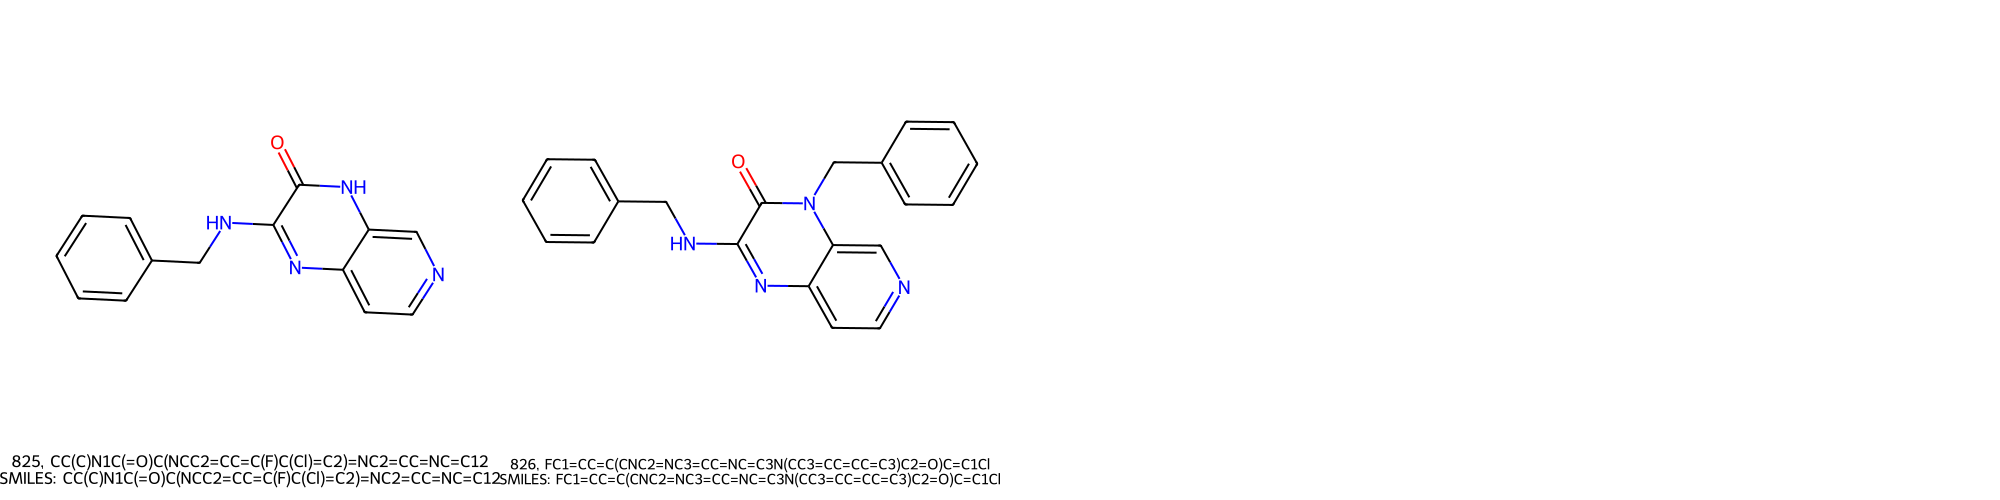 O
NH
HN
N
N
O
N
HN
N
N
825, CC(C)N1C(=O)C(NCC2=CC=C(F)C(Cl)=C2)=NC2=CC=NC=C12
SMILES: CC(C)N1C(=O)C(NCC2=CC=C(F)C(Cl)=C2)=NC2=CC=NC=C12
826, FC1=CC=C(CNC2=NC3=CC=NC=C3N(CC3=CC=CC=C3)C2=O)C=C1Cl
SMILES: FC1=CC=C(CNC2=NC3=CC=NC=C3N(CC3=CC=CC=C3)C2=O)C=C1Cl